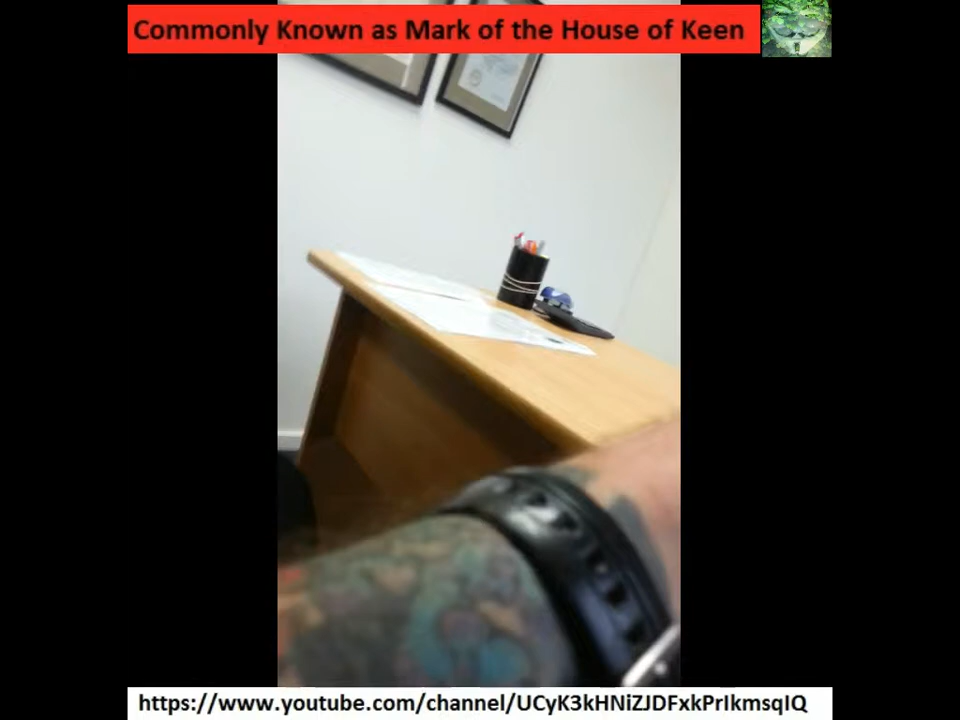 Commonly Known as Mark of the House of Keen
https://www.youtube.com/channel/UCyK3kHNiZJDFxkPrIkmsqIQ